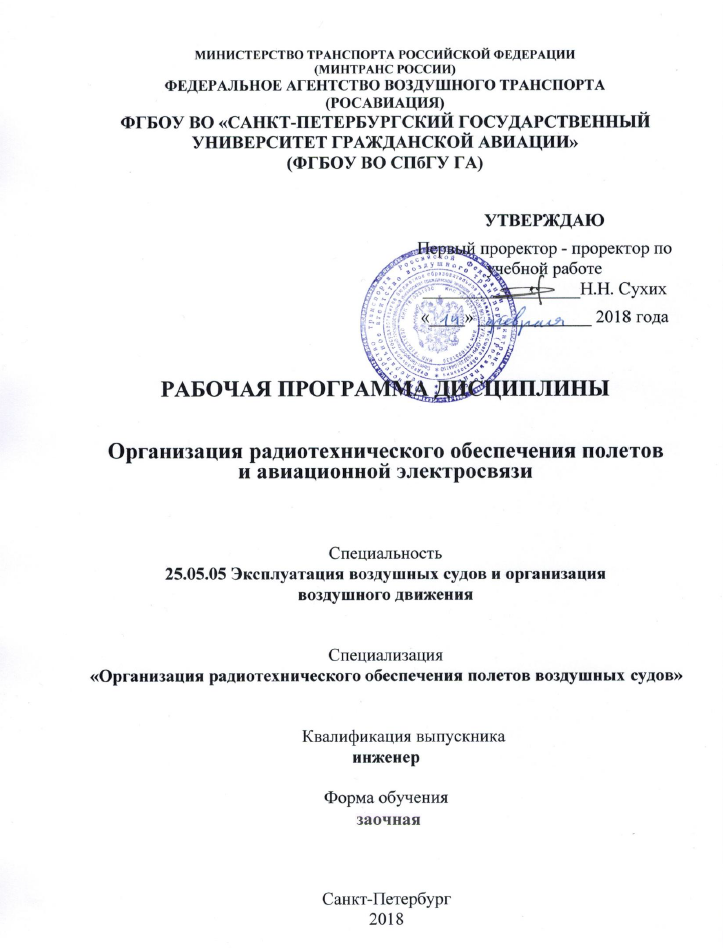 МИНИСТЕРСТВО ТРАНСПОРТА РОССИЙСКОЙ ФЕДЕРАЦИИ
(МИНТРАНС РОССИИ)
ФЕДЕРАЛЬНОЕ АГЕНТСТВО ВОЗДУШНОГО ТРАНСПОРТА
(РОСАВИАЦИЯ)
ФГБОУ ВО «САНКТ-ПЕТЕРБУРГСКИЙ ГОСУДАРСТВЕННЫЙ
УНИВЕРСИТЕТ ГРАЖДАНСКОЙ АВИАЦИИ»
(ФГБОУ ВО СПбГУ ГА)
УТВЕРЖДАЮ
Первый проректор - проректор по
учебной работе
Н.Н. Сухих
«14» февраля 2018 года
РАБОЧАЯ ПРОГРАММА ДИСЦИПЛИНЫ
Организация радиотехнического обеспечения полетов
и авиационной электросвязи
Специальность
25.05.05 Эксплуатация воздушных судов и организация
воздушного движения
Специализация
«Организация радиотехнического обеспечения полетов воздушных судов»
Квалификация выпускника
инженер
Форма обучения
заочная
Санкт-Петербург
2018